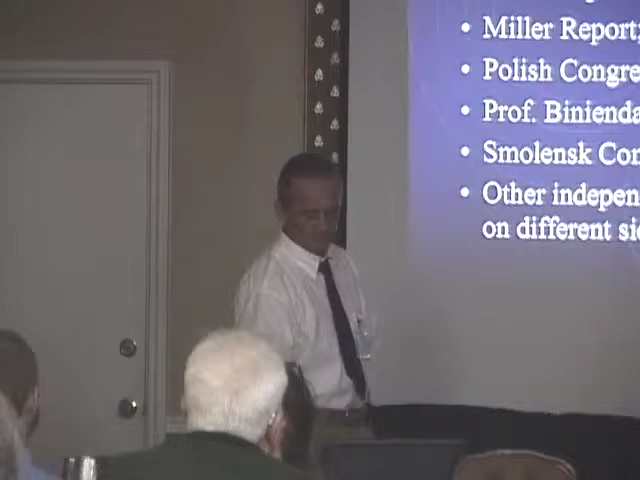 • Miller Report;
• Polish Congre
• Prof. Binienda
• Smolensk Con
• Other indepen
on different si